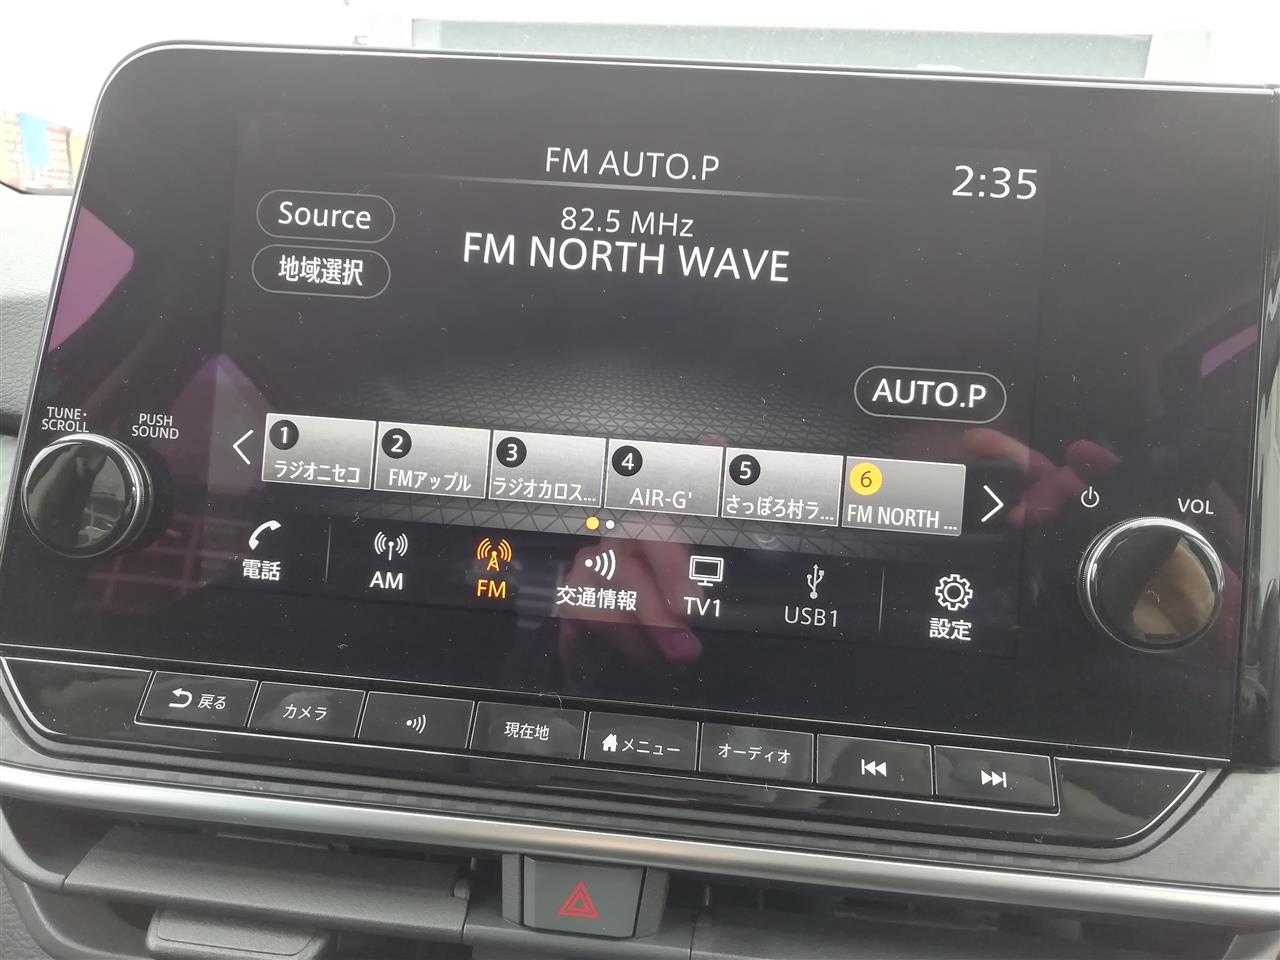 FM AUTO.P
2:35
Source
82.5 MHz
FM NORTH WAVE
地域選択
AUTO.P
TUNE・
SCROLL
PUSH
SOUND
1
ラジオニセコ
2
FMアップル
3
ラジオカロス...
4
AIR-G'
5
さっぽろ村ラ...
6
FM NORTH ...
VOL
電話
AM
FM
交通情報
TV1
USB1
設定
戻る
カメラ
現在地
メニュー
オーディオ